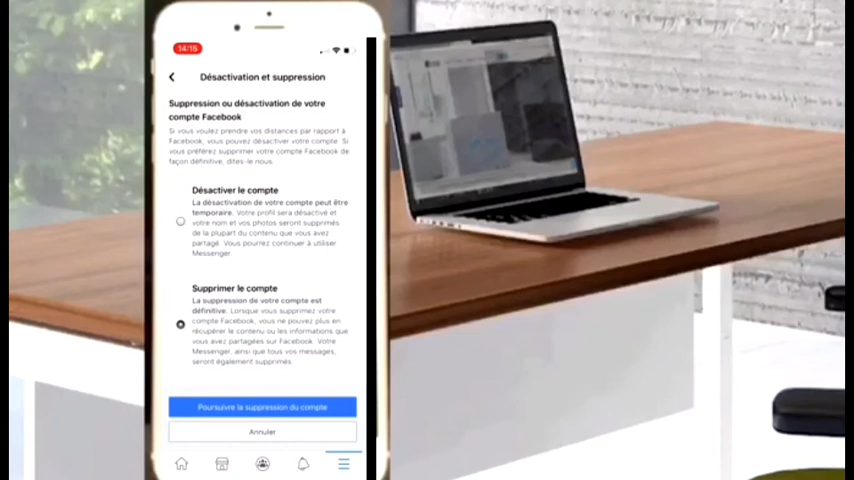 14:15
Désactivation et suppression
Suppression ou désactivation de votre
compte Facebook
Si vous voulez prendre vos distances par rapport à
Facebook, vous pouvez désactiver votre compte. Si
vous préférez supprimer votre compte Facebook de
façon définitive, dites-le nous.
Désactiver le compte
La désactivation de votre compte peut être
temporaire. Votre profil sera désactivé et
votre nom et vos photos seront supprimés
de la plupart du contenu que vous avez
partagé. Vous pourrez continuer à utiliser
Messenger.
Supprimer le compte
La suppression de votre compte est
définitive. Lorsque vous supprimez votre
compte Facebook, vous ne pouvez plus en
récupérer le contenu ou les informations que
vous avez partagées sur Facebook. Votre
Messenger, ainsi que tous vos messages,
seront également supprimés.
Poursuivre la suppression du compte
Annuler